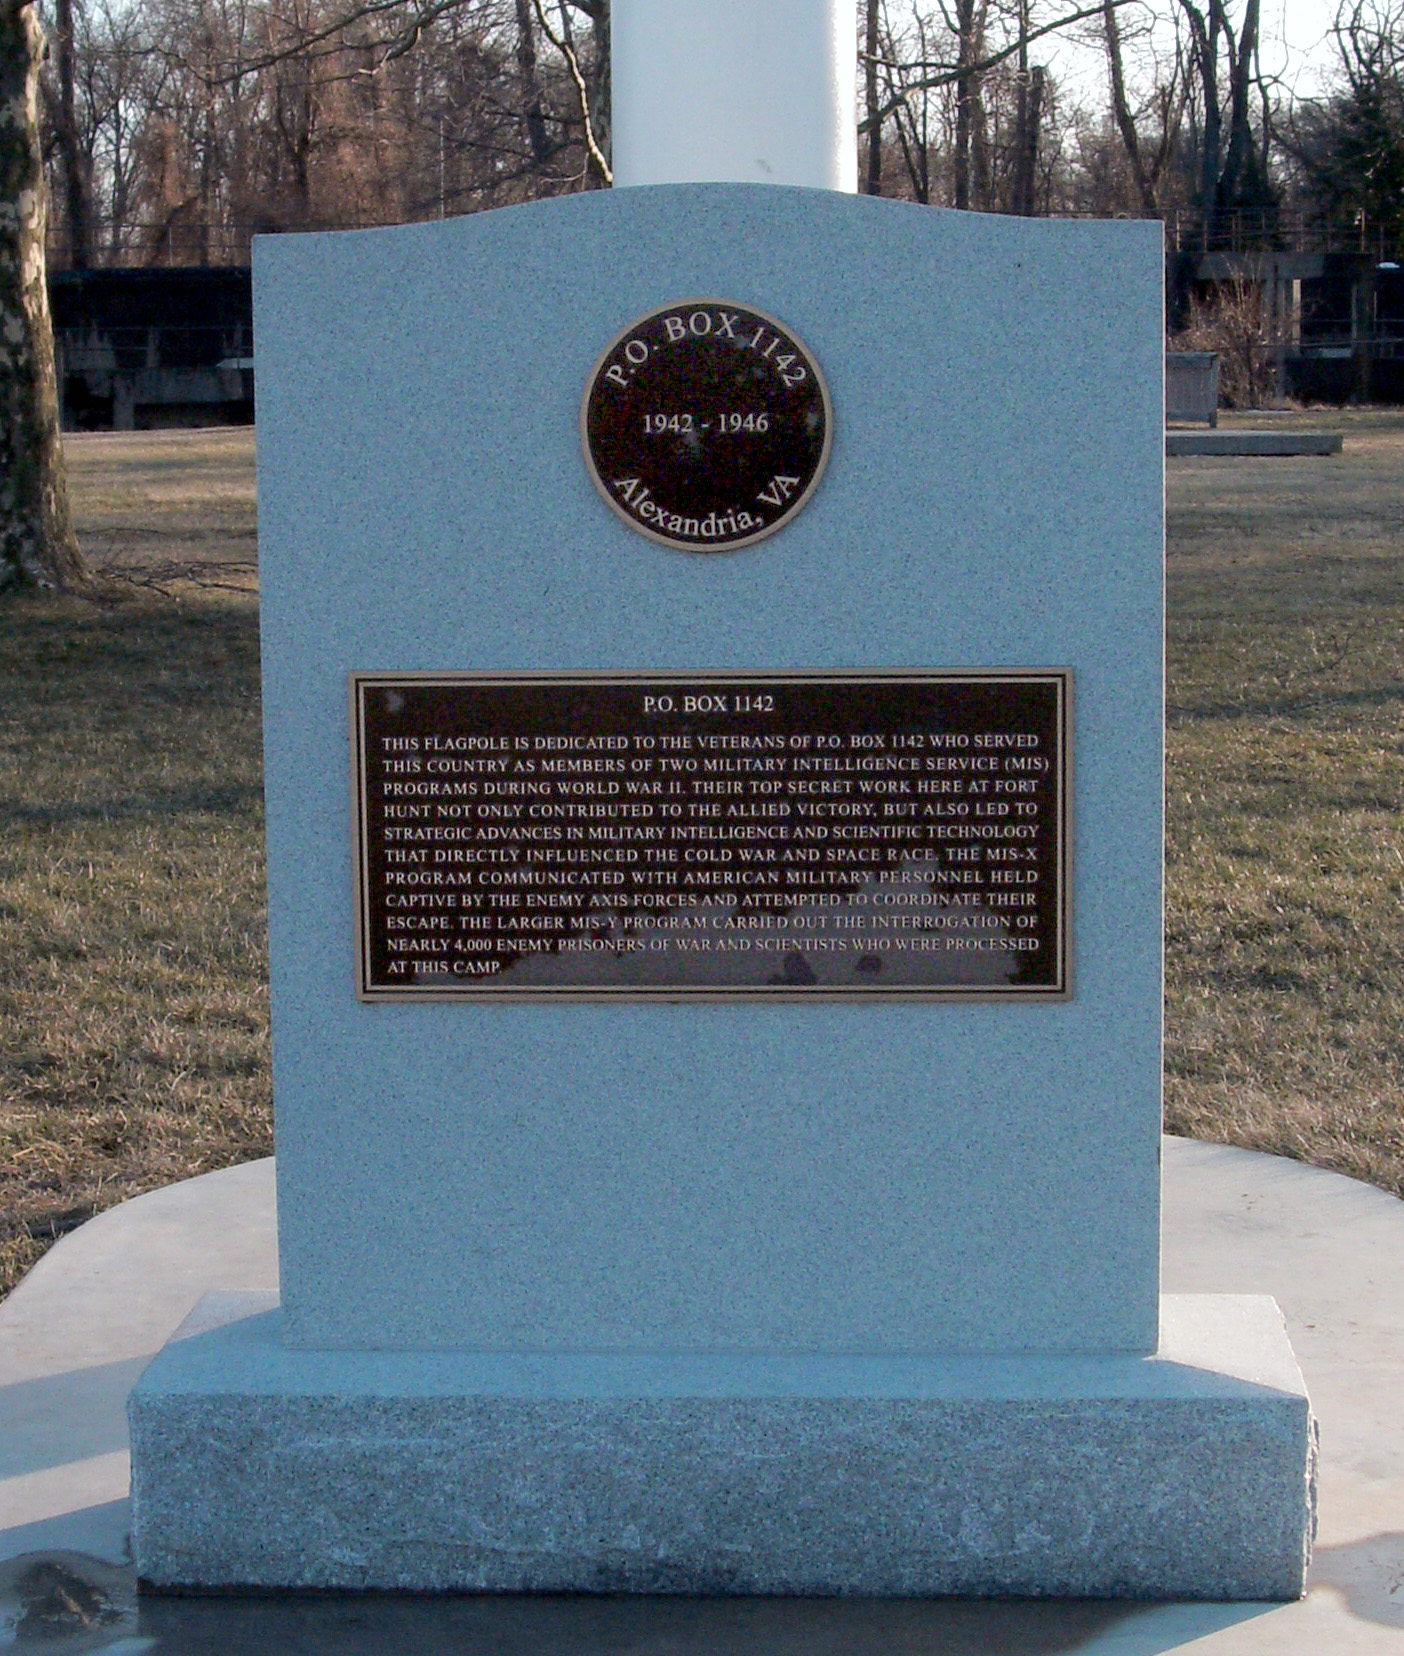 P.O. BOX 1142
1942 - 1946
Alexandria, VA
P.O. BOX 1142
THIS FLAGPOLE IS DEDICATED TO THE VETERANS OF P.O. BOX 1142 WHO SERVED
THIS COUNTRY AS MEMBERS OF TWO MILITARY INTELLIGENCE SERVICE (MIS)
PROGRAMS DURING WORLD WAR II. THEIR TOP SECRET WORK HERE AT FORT
HUNT NOT ONLY CONTRIBUTED TO THE ALLIED VICTORY, BUT ALSO LED TO
STRATEGIC ADVANCES IN MILITARY INTELLIGENCE AND SCIENTIFIC TECHNOLOGY
THAT DIRECTLY INFLUENCED THE COLD WAR AND SPACE RACE. THE MIS-X
PROGRAM COMMUNICATED WITH AMERICAN MILITARY PERSONNEL HELD
CAPTIVE BY THE ENEMY AXIS FORCES AND ATTEMPTED TO COORDINATE THEIR
ESCAPE. THE LARGER MIS-Y PROGRAM CARRIED OUT THE INTERROGATION OF
NEARLY 4,000 ENEMY PRISONERS OF WAR AND SCIENTISTS WHO WERE PROCESSED
AT THIS CAMP.